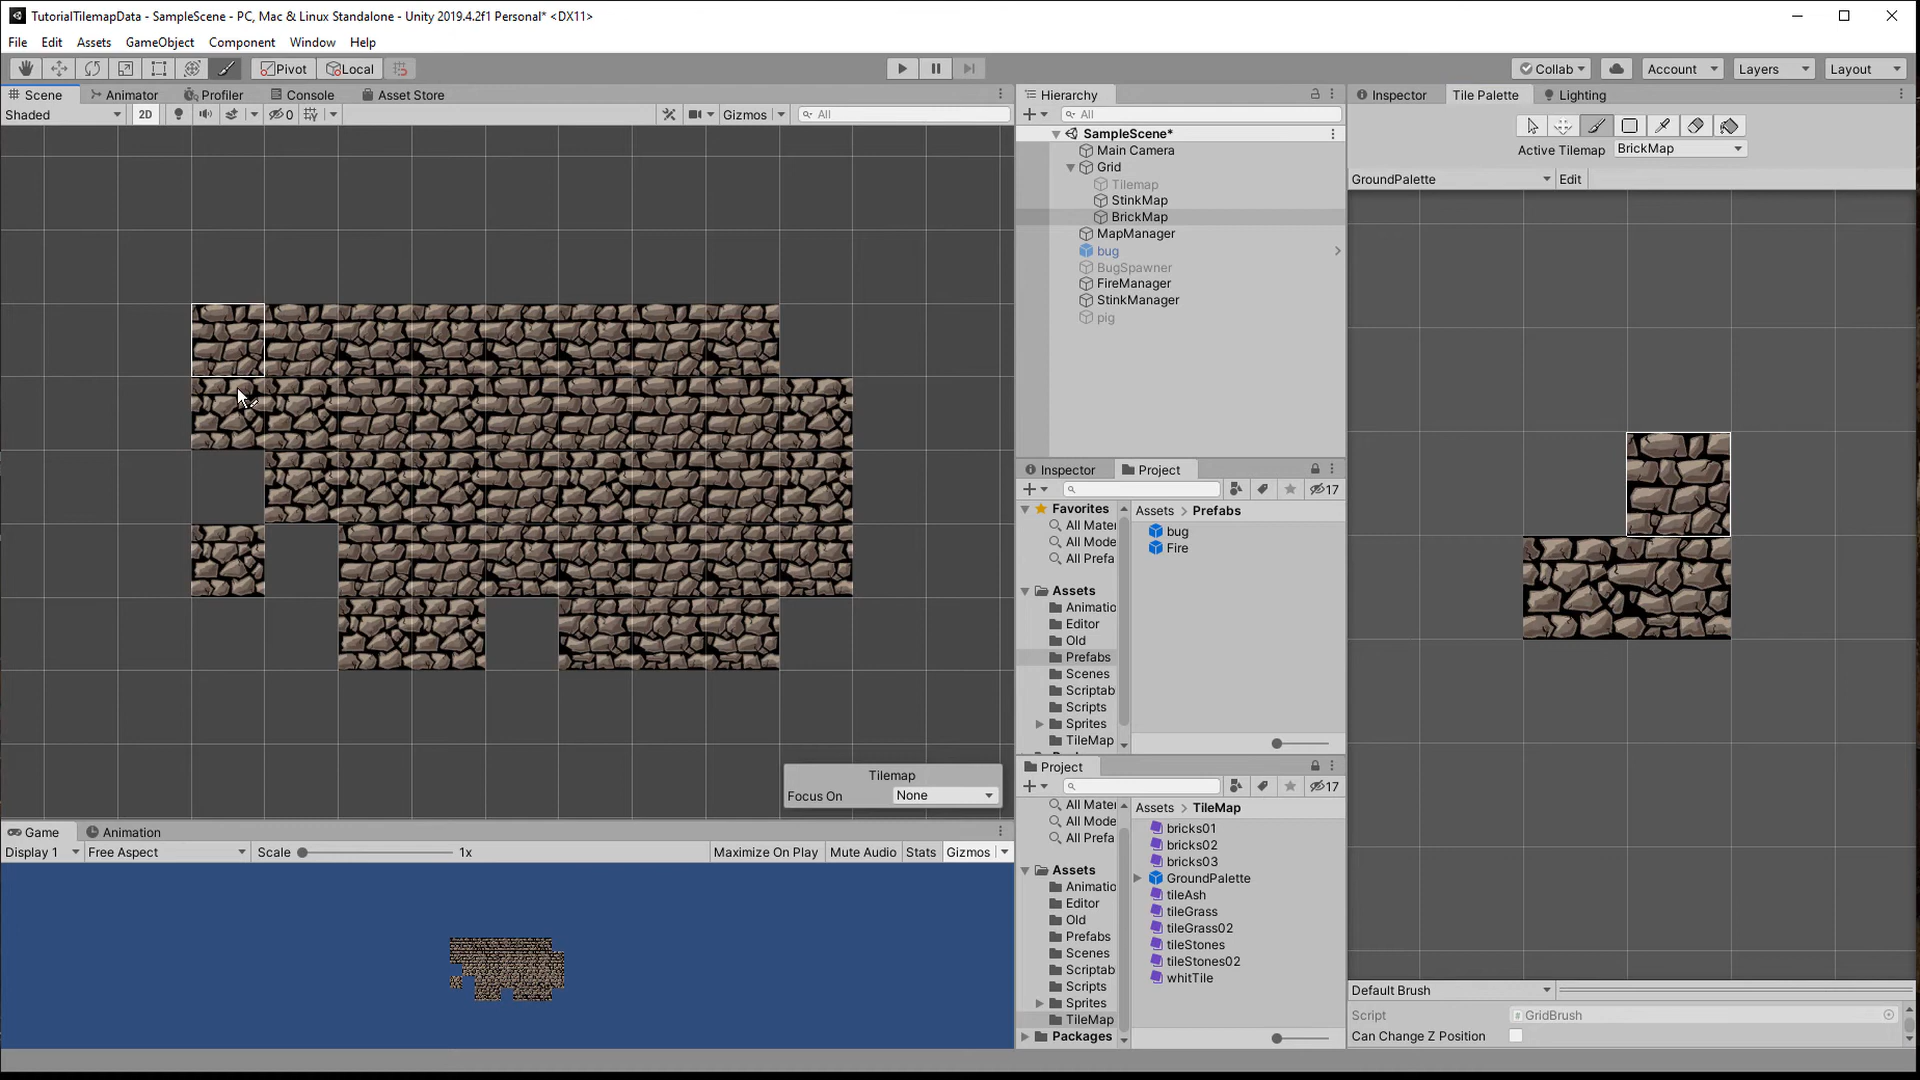 TutorialTilemapData - SampleScene - PC, Mac & Linux Standalone - Unity 2019.4.2f1 Personal* <DX11>
File Edit Assets GameObject Component Window Help
Pivot Local Collab Account Layers Layout
Scene Animator Profiler Console Asset Store
Shaded 2D 0 Gizmos All
Tilemap
Focus On None
Game Animation
Display 1 Free Aspect Scale 1x Maximize On Play Mute Audio Stats Gizmos
Hierarchy
All
SampleScene*
Main Camera
Grid
Tilemap
StinkMap
BrickMap
MapManager
bug
BugSpawner
FireManager
StinkManager
pig
Inspector Project
17
Favorites
All Mater
All Mode
All Prefa
Assets
Animatio
Editor
Old
Prefabs
Scenes
Scriptab
Scripts
Sprites
TileMap
Assets > Prefabs
bug
Fire
Project
17
All Mater
All Mode
All Prefa
Assets
Animatio
Editor
Old
Prefabs
Scenes
Scriptab
Scripts
Sprites
TileMap
Packages
Assets > TileMap
bricks01
bricks02
bricks03
GroundPalette
tileAsh
tileGrass
tileGrass02
tileStones
tileStones02
whitTile
Inspector Tile Palette Lighting
Active Tilemap BrickMap
GroundPalette Edit
Default Brush
Script GridBrush
Can Change Z Position